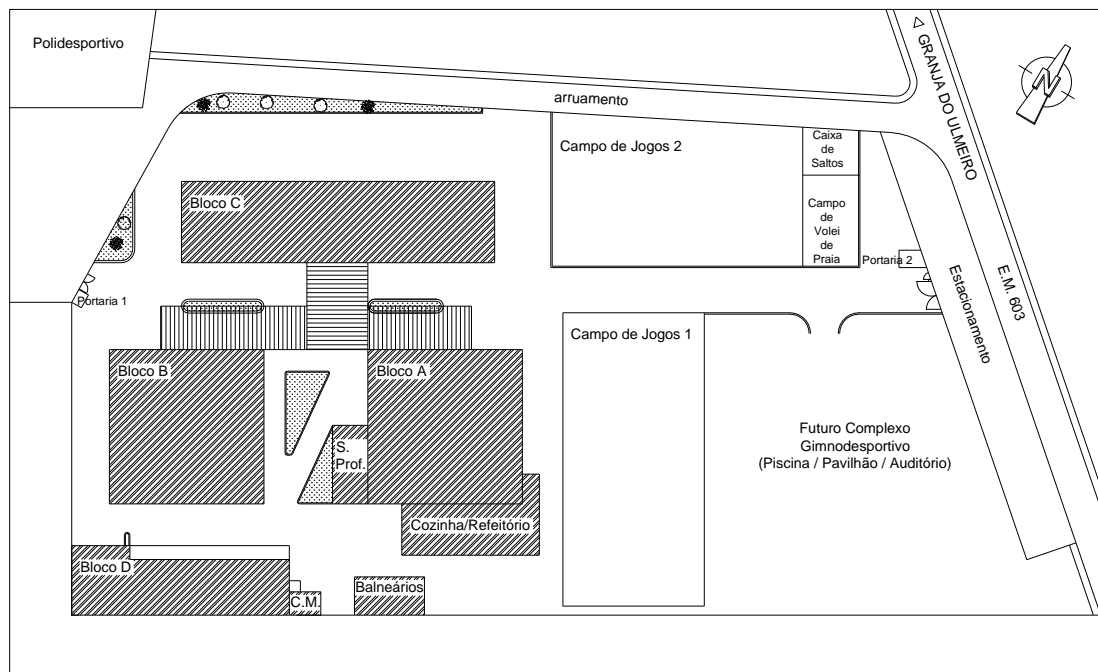 Polidesportivo
◁ GRANJA DO ULMEIRO
N
arruamento
Campo de Jogos 2
Caixa
de
Saltos
Bloco C
Campo
de
Volei
de
Praia
Portaria 2
Portaria 1
Estacionamento
E.M. 603
Campo de Jogos 1
Bloco B
Bloco A
S.
Prof.
Futuro Complexo
Gimnodesportivo
(Piscina / Pavilhão / Auditório)
Cozinha/Refeitório
Bloco D
Balneários
C.M.